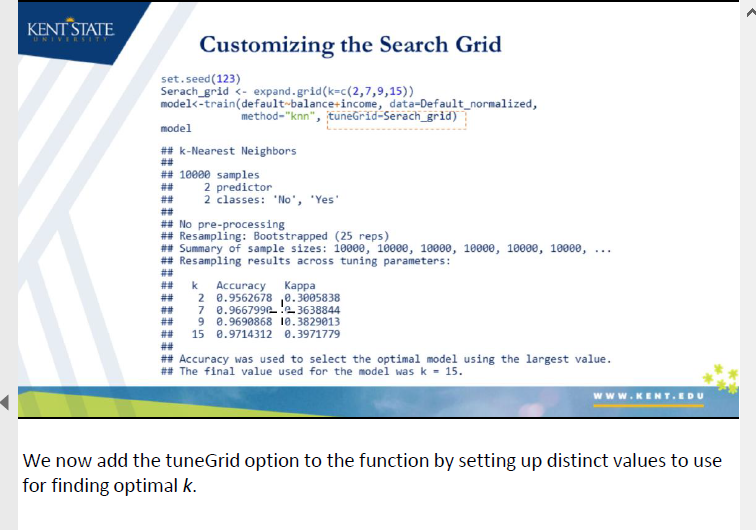 KENT STATE
UNIVERSITY
Customizing the Search Grid
set.seed(123)
Serach_grid <- expand.grid(k=c(2,7,9,15))
model<-train(default~balance+income, data=Default_normalized,
method="knn", tuneGrid=Serach_grid)
model
## k-Nearest Neighbors
##
## 10000 samples
## 2 predictor
## 2 classes: 'No', 'Yes'
##
## No pre-processing
## Resampling: Bootstrapped (25 reps)
## Summary of sample sizes: 10000, 10000, 10000, 10000, 10000, 10000, ...
## Resampling results across tuning parameters:
##
## k Accuracy Kappa
## 2 0.9562678 0.3005838
## 7 0.9667990 0.3638844
## 9 0.9690868 0.3829013
## 15 0.9714312 0.3971779
##
## Accuracy was used to select the optimal model using the largest value.
## The final value used for the model was k = 15.
WWW.KENT.EDU
We now add the tuneGrid option to the function by setting up distinct values to use
for finding optimal k.